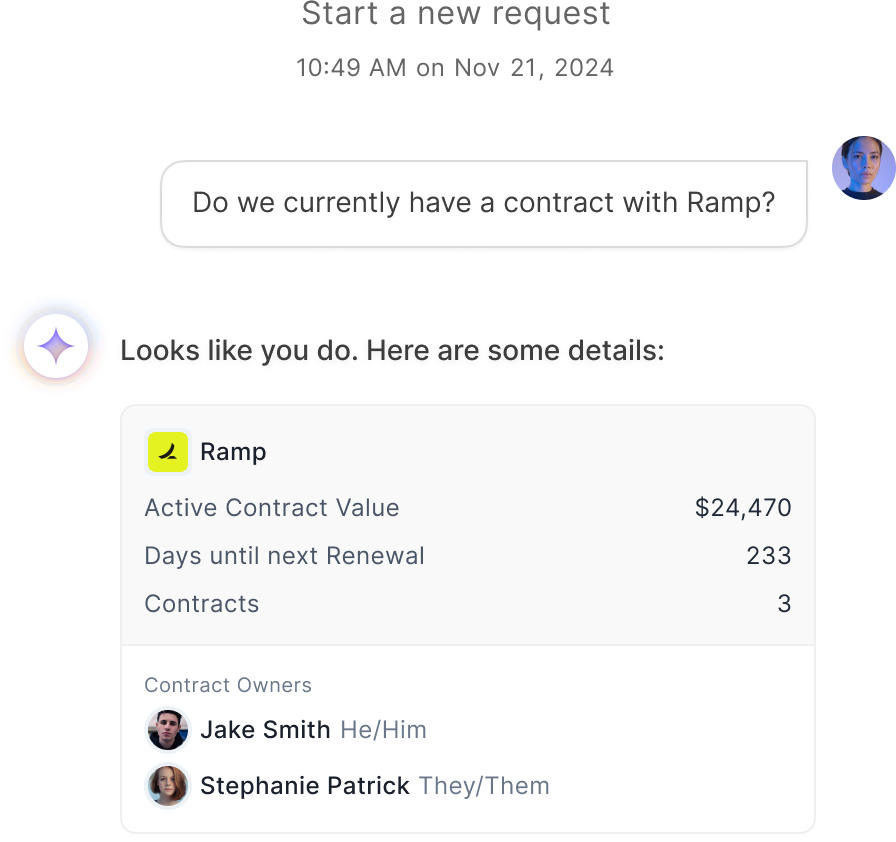 Start a new request
10:49 AM on Nov 21, 2024
Do we currently have a contract with Ramp?
Looks like you do. Here are some details:
Ramp
Active Contract Value $24,470
Days until next Renewal 233
Contracts 3
Contract Owners
Jake Smith He/Him
Stephanie Patrick They/Them